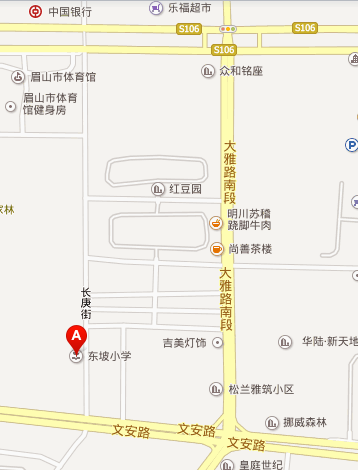 中国银行
乐福超市
S106
S106
S106
众和铭座
眉山市体育馆
眉山市体育
馆健身房
大雅路南段
红豆园
家林
明川苏稽
跷脚牛肉
尚善茶楼
大雅路南段
长庚街
A
东坡小学
吉美灯饰
华陆·新天地
松兰雅筑小区
文安路
文安路
文安路
挪威森林
皇庭世纪
P